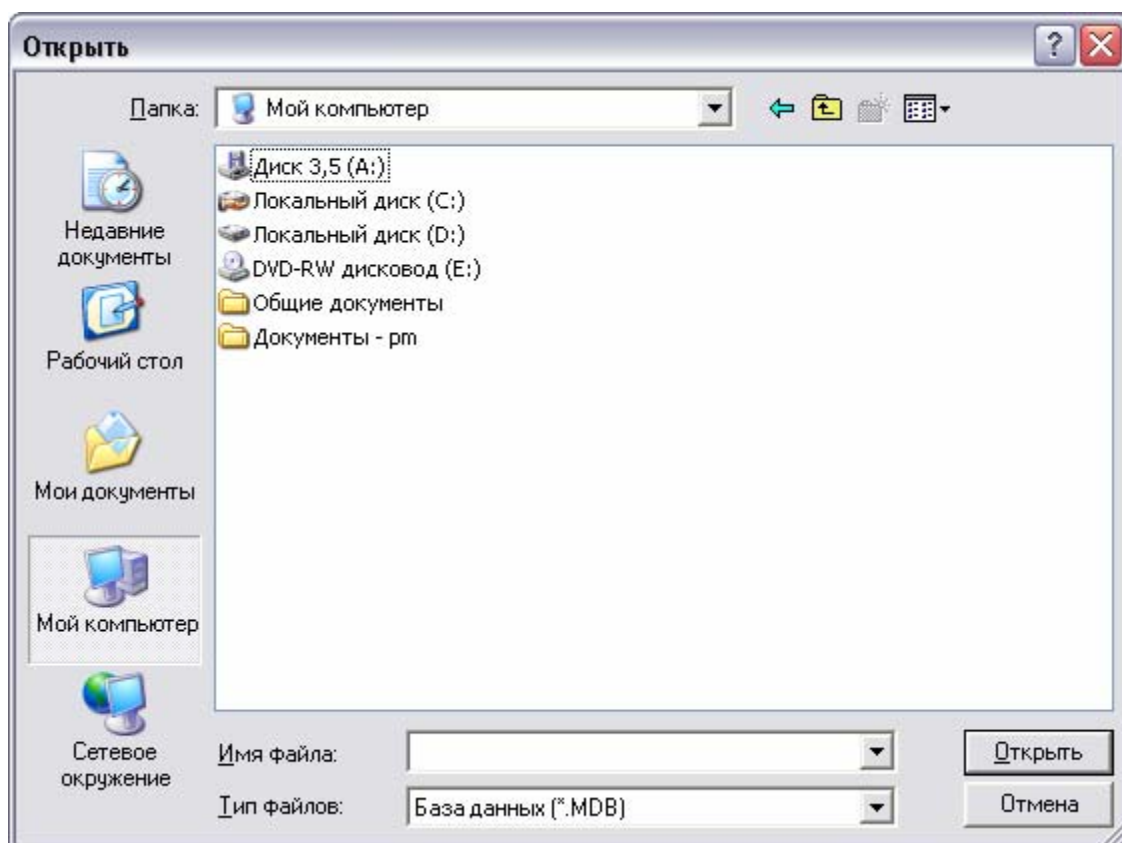 Открыть
Папка:
Мой компьютер
Диск 3,5 (A:)
Локальный диск (C:)
Локальный диск (D:)
DVD-RW дисковод (E:)
Общие документы
Документы - pm
Недавние
документы
Рабочий стол
Мои документы
Мой компьютер
Сетевое
окружение
Имя файла:
Открыть
Тип файлов:
База данных (*.MDB)
Отмена